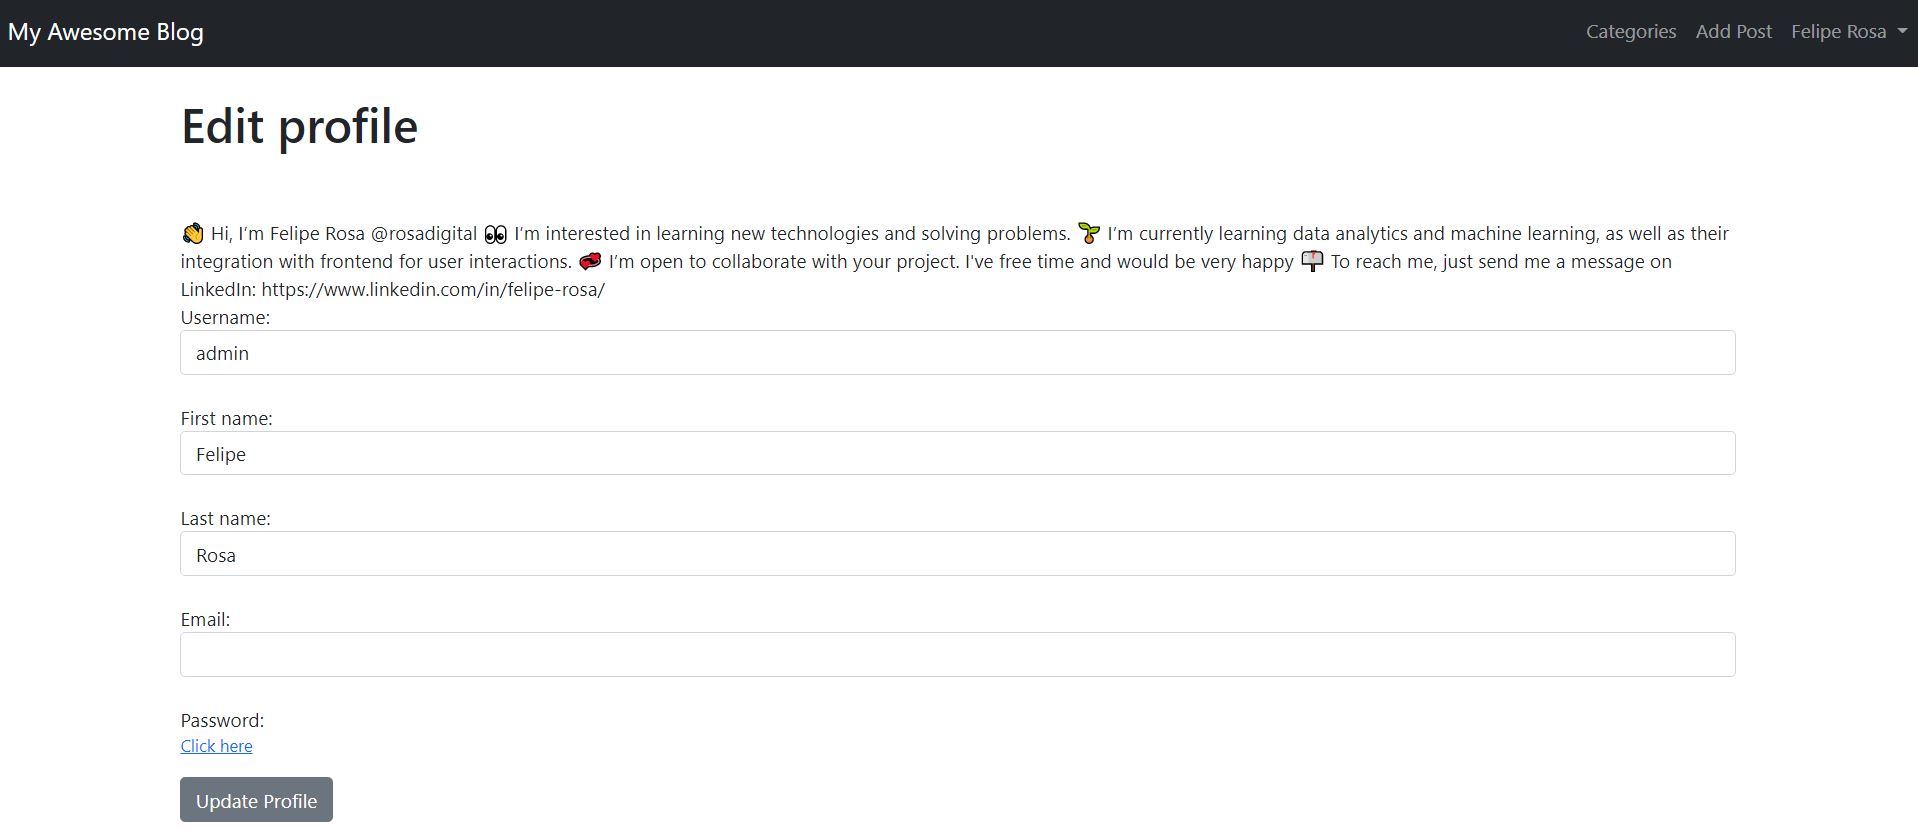 My Awesome Blog
Categories Add Post Felipe Rosa
Edit profile
👋 Hi, I’m Felipe Rosa @rosadigital 👀 I’m interested in learning new technologies and solving problems. 🌱 I’m currently learning data analytics and machine learning, as well as their
integration with frontend for user interactions. 💞️ I’m open to collaborate with your project. I've free time and would be very happy 📫 To reach me, just send me a message on
LinkedIn: https://www.linkedin.com/in/felipe-rosa/
Username:
admin
First name:
Felipe
Last name:
Rosa
Email:
Password:
Click here
Update Profile